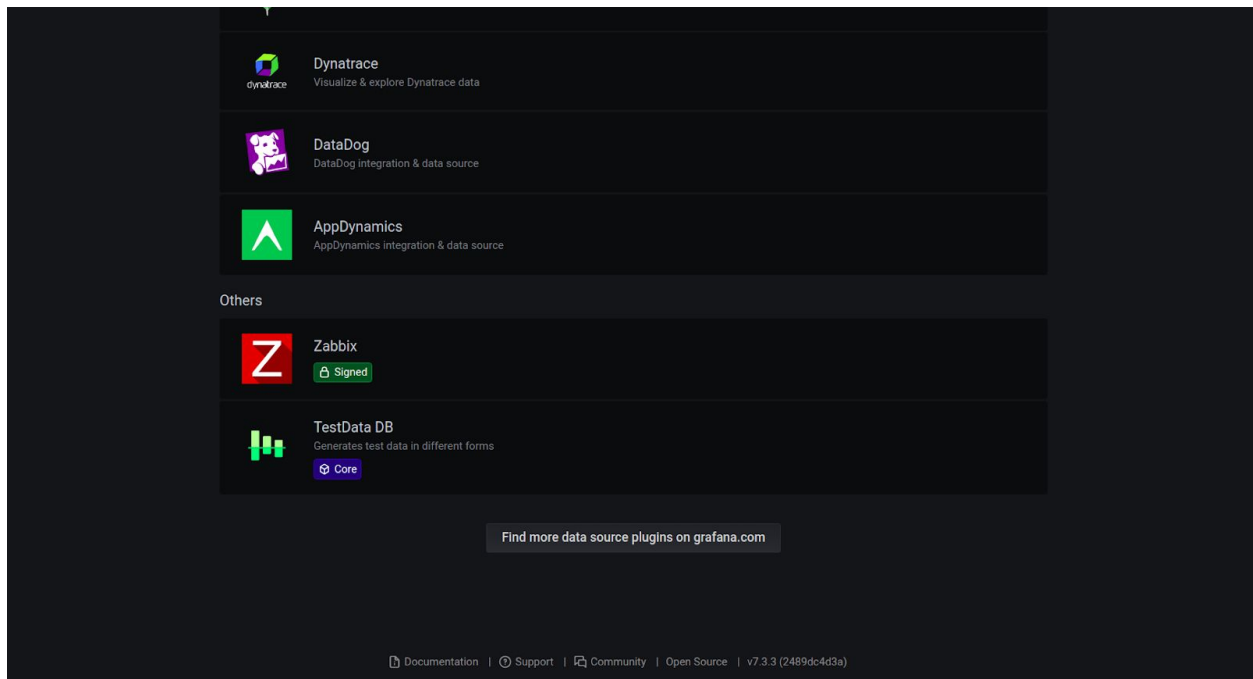 dynatrace
Dynatrace
Visualize & explore Dynatrace data
DataDog
DataDog integration & data source
AppDynamics
AppDynamics integration & data source
Others
Z
Zabbix
Signed
TestData DB
Generates test data in different forms
Core
Find more data source plugins on grafana.com
Documentation | Support | Community | Open Source | v7.3.3 (2489dc4d3a)